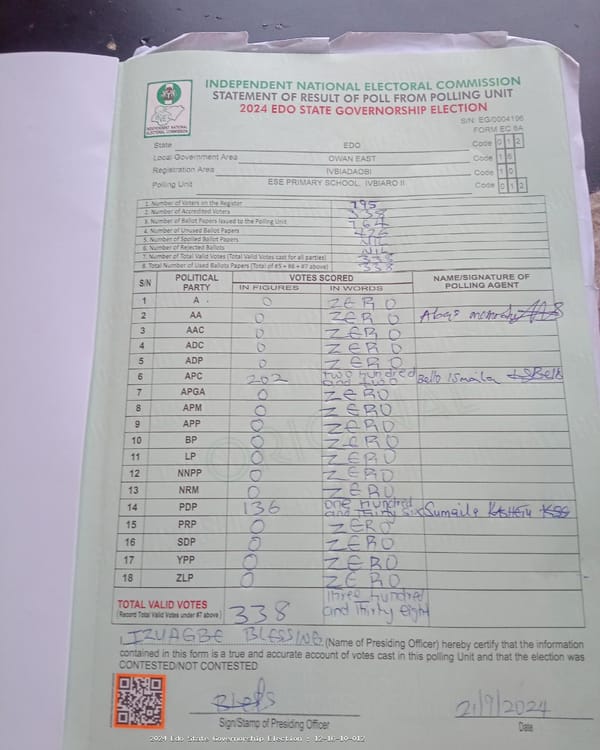 INDEPENDENT NATIONAL ELECTORAL COMMISSION
STATEMENT OF RESULT OF POLL FROM POLLING UNIT
2024 EDO STATE GOVERNORSHIP ELECTION
S/N: EG/0004196
FORM EC 8A
INDEPENDENT NATIONAL ELECTORAL COMMISSION
State EDO Code 0 1 2
Local Government Area OWAN EAST Code 1 6
Registration Area IVBIADAOBI Code 1 0
Polling Unit ESE PRIMARY SCHOOL, IVBIARO II Code 0 1 2
1. Number of Voters on the Register 795
2. Number of Accredited Voters 338
3. Number of Ballot Papers Issued to the Polling Unit 764
4. Number of Unused Ballot Papers 426
5. Number of Spoiled Ballot Papers NIL
6. Number of Rejected Ballots NIL
7. Number of Total Valid Votes (Total Valid Votes cast for all parties) 338
8. Total Number of Used Ballots Papers (Total of #5 + #6 + #7 above) 338
S/N POLITICAL PARTY VOTES SCORED NAME/SIGNATURE OF POLLING AGENT
IN FIGURES IN WORDS
1 A 0 ZERO
2 AA 0 ZERO
3 AAC 0 ZERO
4 ADC 0 ZERO
5 ADP 0 ZERO
6 APC 202 two hundred and two Bello Ismaila
7 APGA 0 ZERO
8 APM 0 ZERO
9 APP 0 ZERO
10 BP 0 ZERO
11 LP 0 ZERO
12 NNPP 0 ZERO
13 NRM 0 ZERO
14 PDP 136 one hundred and thirty six Sumaila
15 PRP 0 ZERO
16 SDP 0 ZERO
17 YPP 0 ZERO
18 ZLP 0 ZERO
TOTAL VALID VOTES 338 three hundred and thirty eight
(Record Total Valid Votes under #7 above)
I, IZUAGBE BLESSING (Name of Presiding Officer) hereby certify that the information
contained in this form is a true and accurate account of votes cast in this polling Unit and that the election was
CONTESTED/NOT CONTESTED
21/9/2024
Sign/Stamp of Presiding Officer Date
2024 Edo State Governorship Election : 12-16-10-012